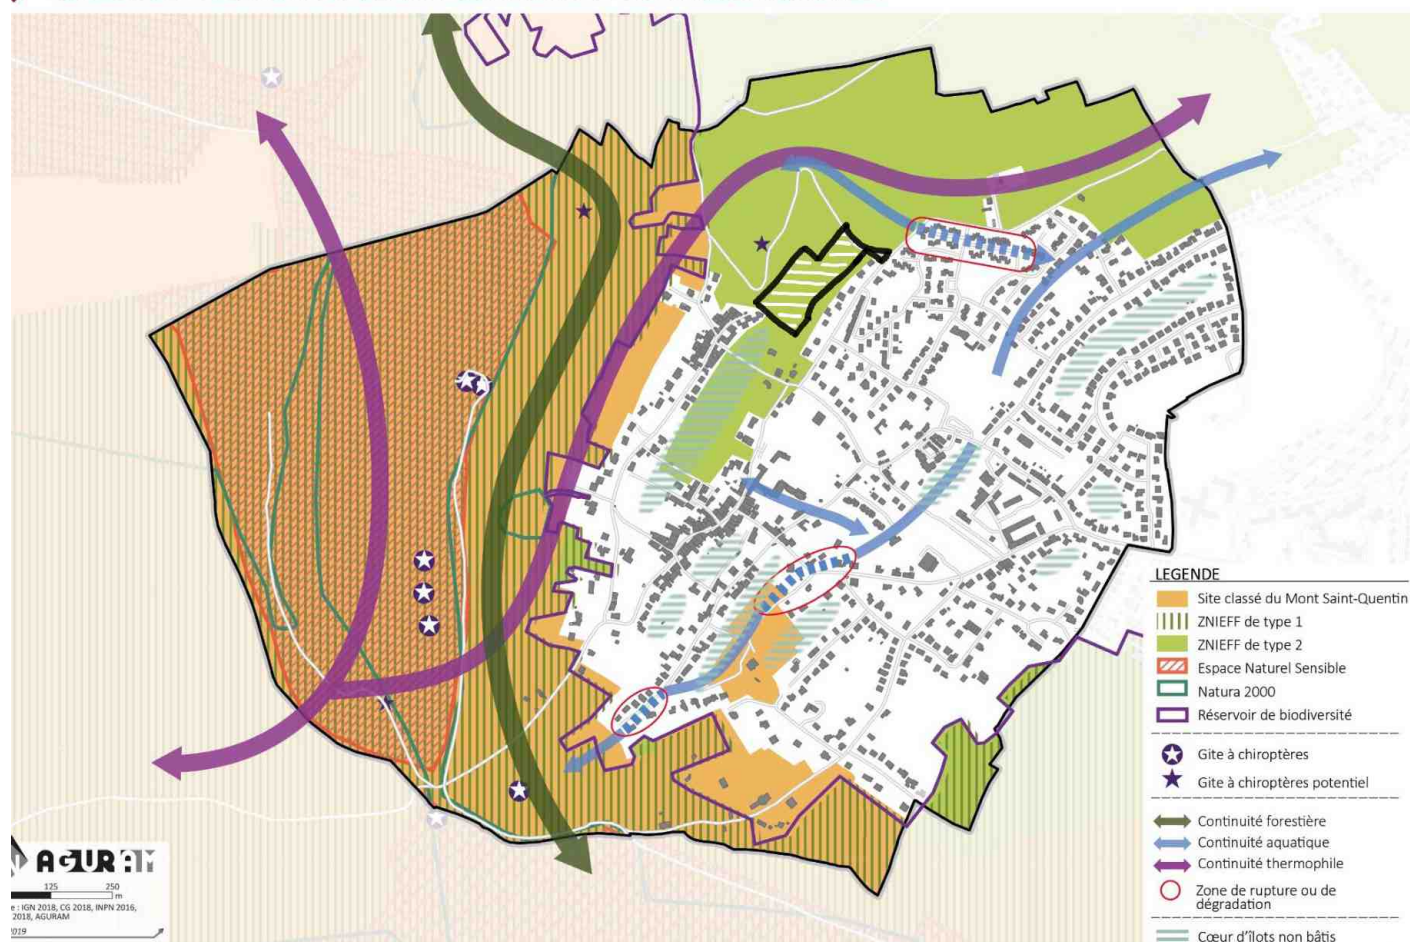 LEGENDE
Site classé du Mont Saint-Quentin
ZNIEFF de type 1
ZNIEFF de type 2
Espace Naturel Sensible
Natura 2000
Réservoir de biodiversité
Gite à chiroptères
Gite à chiroptères potentiel
Continuité forestière
Continuité aquatique
Continuité thermophile
Zone de rupture ou de
dégradation
Cœur d'îlots non bâtis
AGURAM
125 250
m
e : IGN 2018, CG 2018, INPN 2016,
2018, AGURAM
2019